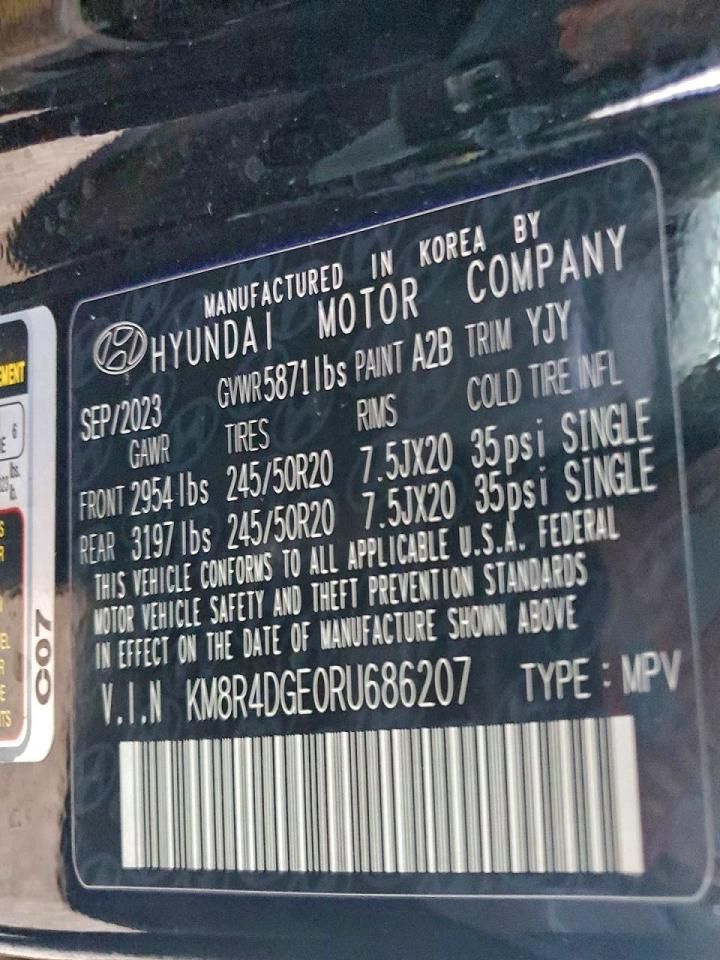 MANUFACTURED IN KOREA BY
HYUNDAI MOTOR COMPANY
SEP/2023 GVWR 5871 lbs PAINT A2B TRIM YJY
GAWR TIRES RIMS COLD TIRE INFL
FRONT 2954 lbs 245/50R20 7.5JX20 35psi SINGLE
REAR 3197 lbs 245/50R20 7.5JX20 35psi SINGLE
THIS VEHICLE CONFORMS TO ALL APPLICABLE U.S.A. FEDERAL
MOTOR VEHICLE SAFETY AND THEFT PREVENTION STANDARDS
IN EFFECT ON THE DATE OF MANUFACTURE SHOWN ABOVE
V.I.N KM8R4DGE0RU686207 TYPE : MPV
C07